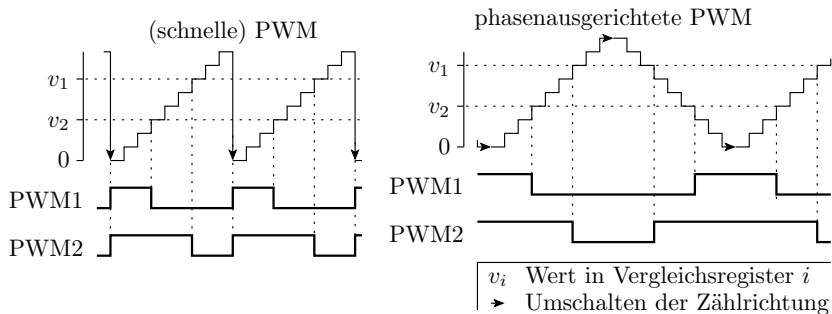 (schnelle) PWM
v1
v2
0
PWM1
PWM2
phasenausgerichtete PWM
v1
v2
0
PWM1
PWM2
vi Wert in Vergleichsregister i
Umschalten der Zählrichtung